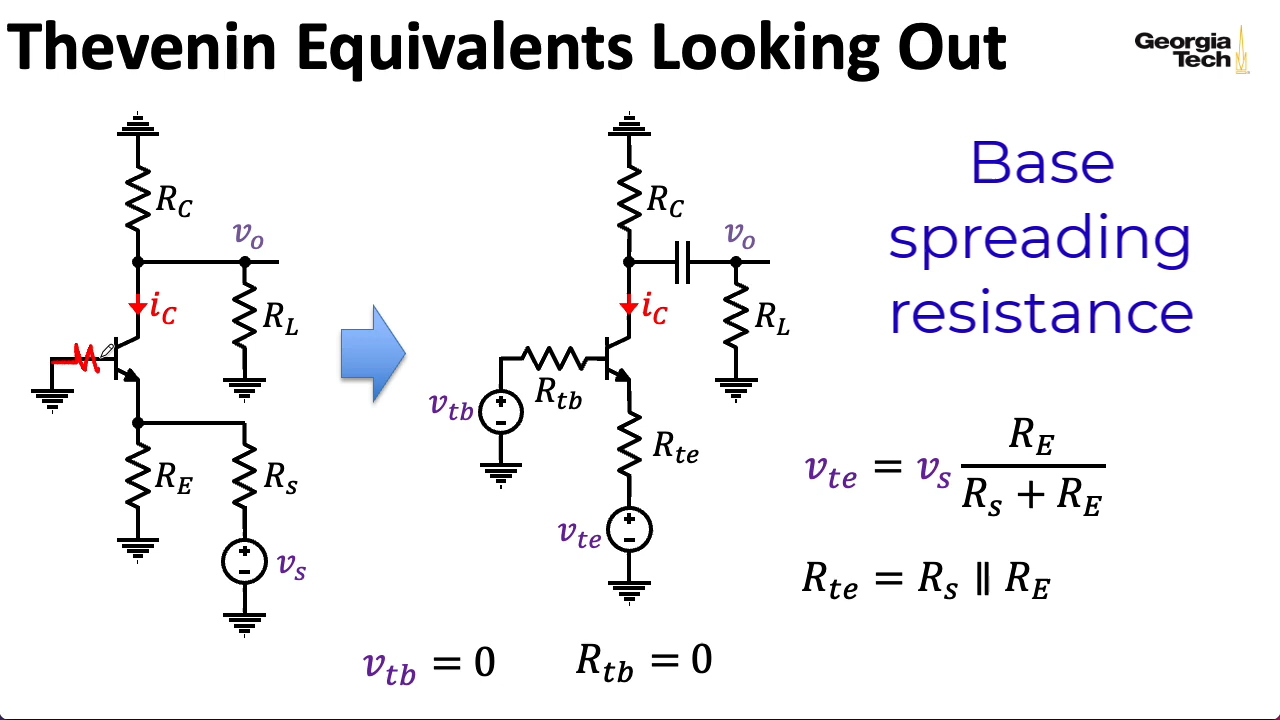 Thevenin Equivalents Looking Out
Georgia
Tech
R_C
v_o
i_C
R_L
R_E
R_s
v_s
R_C
v_o
i_C
R_L
R_tb
v_tb
R_te
v_te
Base
spreading
resistance
v_te = v_s R_E / (R_s + R_E)
R_te = R_s ∥ R_E
v_tb = 0
R_tb = 0